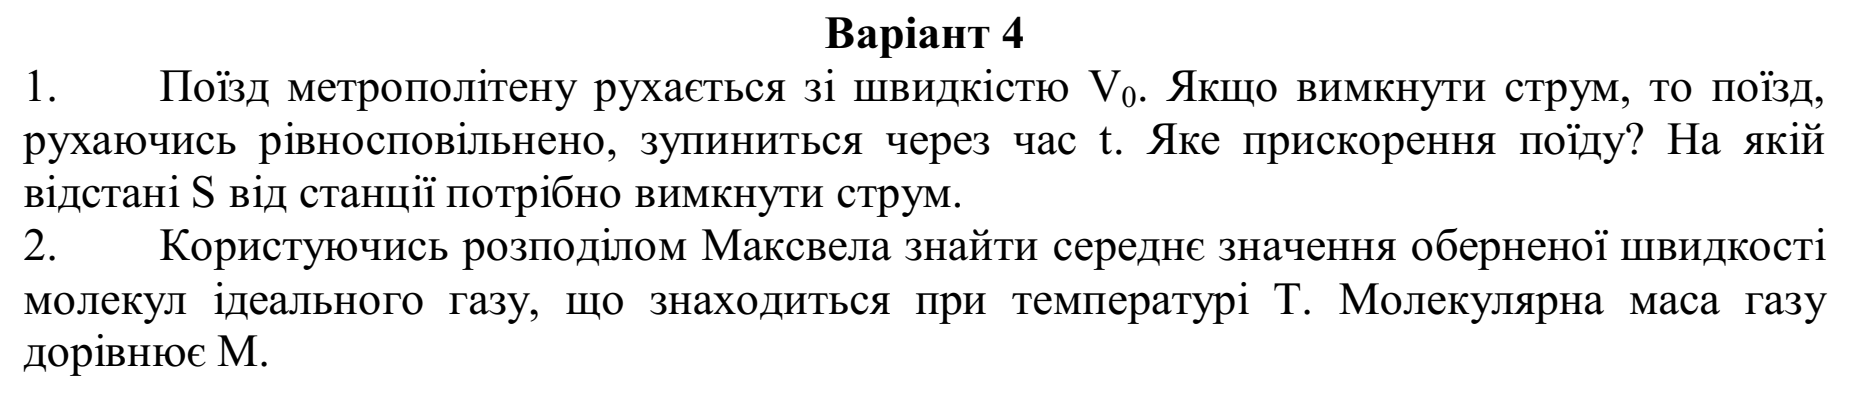 Варіант 4
1. Поїзд метрополітену рухається зі швидкістю V₀. Якщо вимкнути струм, то поїзд,
рухаючись рівносповільнено, зупиниться через час t. Яке прискорення поїду? На якій
відстані S від станції потрібно вимкнути струм.
2. Користуючись розподілом Максвела знайти середнє значення оберненої швидкості
молекул ідеального газу, що знаходиться при температурі T. Молекулярна маса газу
дорівнює М.